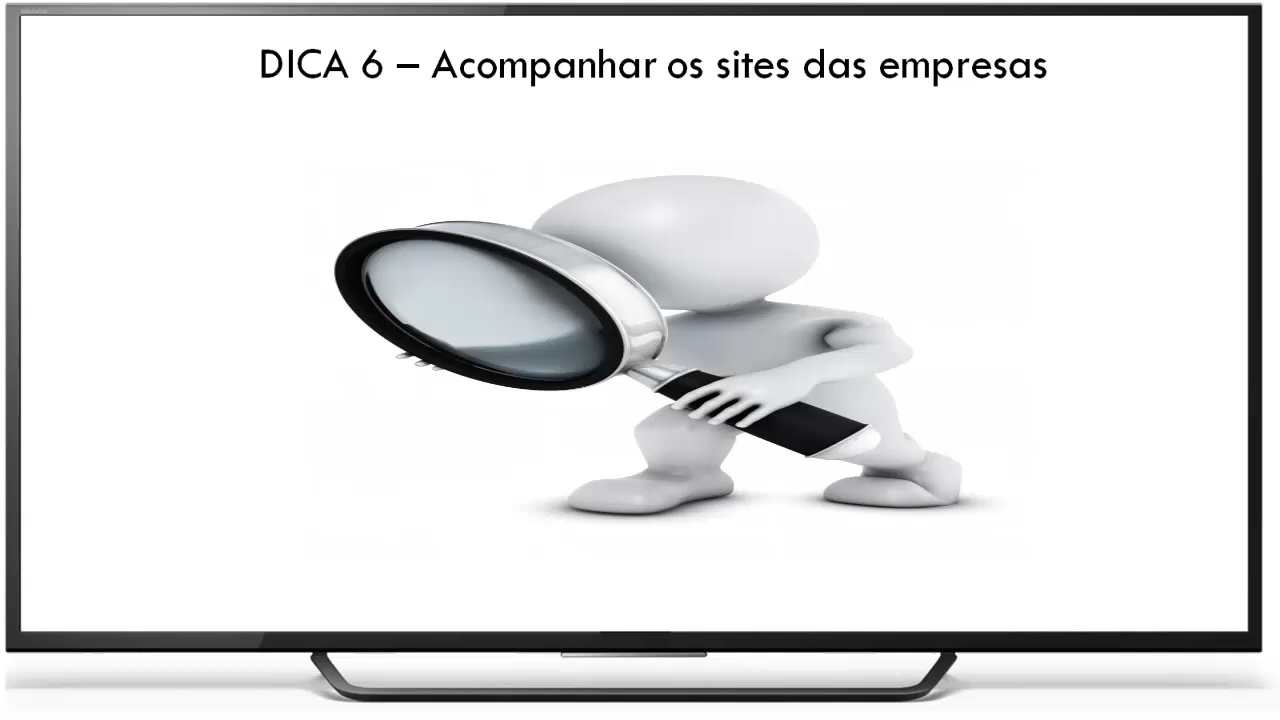 DICA 6 – Acompanhar os sites das empresas